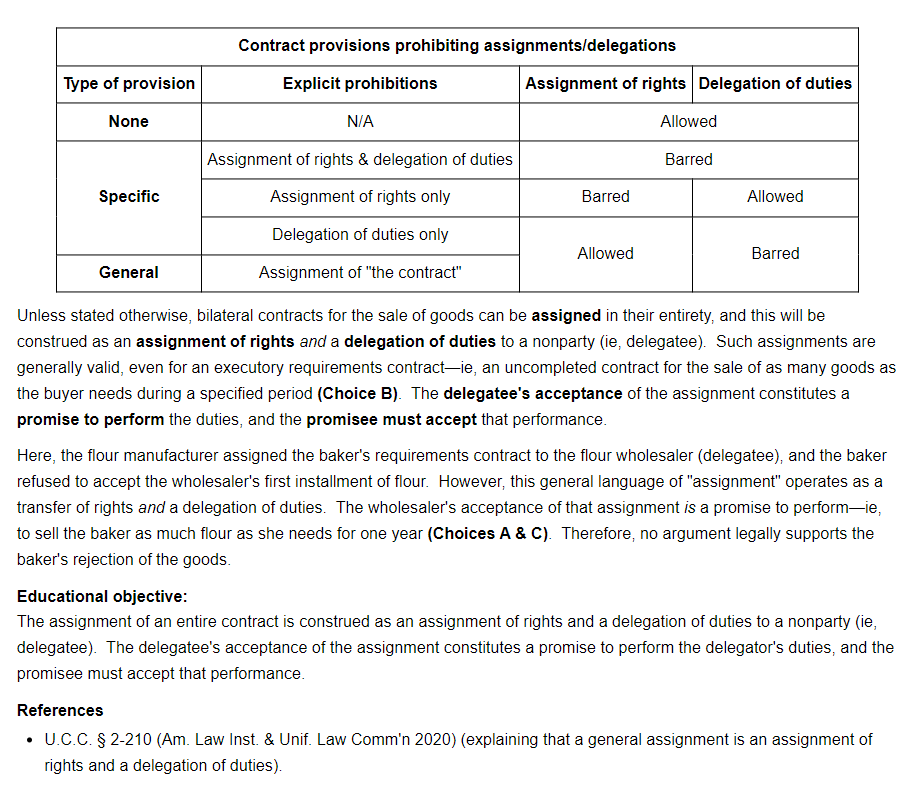 Contract provisions prohibiting assignments/delegations
Type of provision Explicit prohibitions Assignment of rights Delegation of duties
None N/A Allowed
Specific Assignment of rights & delegation of duties Barred
Assignment of rights only Barred Allowed
Delegation of duties only Allowed Barred
General Assignment of "the contract"
Unless stated otherwise, bilateral contracts for the sale of goods can be assigned in their entirety, and this will be
construed as an assignment of rights and a delegation of duties to a nonparty (ie, delegatee).  Such assignments are
generally valid, even for an executory requirements contract—ie, an uncompleted contract for the sale of as many goods as
the buyer needs during a specified period (Choice B).  The delegatee's acceptance of the assignment constitutes a
promise to perform the duties, and the promisee must accept that performance.
Here, the flour manufacturer assigned the baker's requirements contract to the flour wholesaler (delegatee), and the baker
refused to accept the wholesaler's first installment of flour.  However, this general language of "assignment" operates as a
transfer of rights and a delegation of duties.  The wholesaler's acceptance of that assignment is a promise to perform—ie,
to sell the baker as much flour as she needs for one year (Choices A & C).  Therefore, no argument legally supports the
baker's rejection of the goods.
Educational objective:
The assignment of an entire contract is construed as an assignment of rights and a delegation of duties to a nonparty (ie,
delegatee).  The delegatee's acceptance of the assignment constitutes a promise to perform the delegator's duties, and the
promisee must accept that performance.
References
• U.C.C. § 2-210 (Am. Law Inst. & Unif. Law Comm'n 2020) (explaining that a general assignment is an assignment of
rights and a delegation of duties).